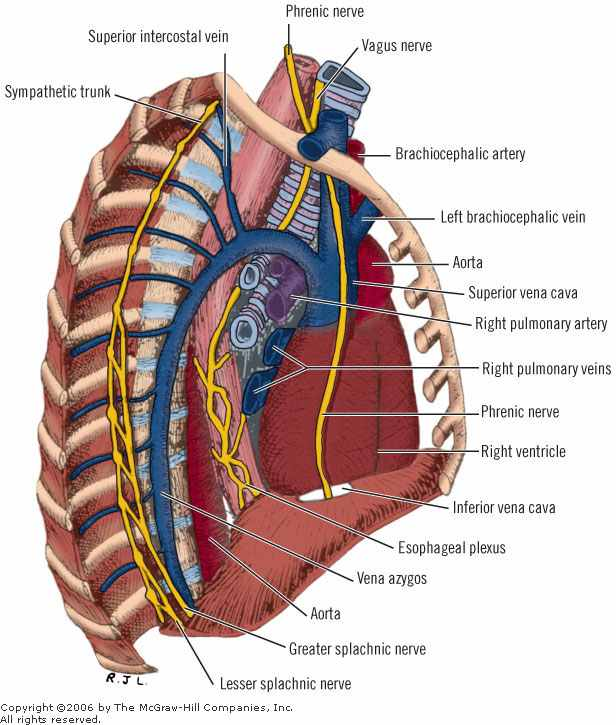 Phrenic nerve
Superior intercostal vein
Vagus nerve
Sympathetic trunk
Brachiocephalic artery
Left brachiocephalic vein
Aorta
Superior vena cava
Right pulmonary artery
Right pulmonary veins
Phrenic nerve
Right ventricle
Inferior vena cava
Esophageal plexus
Vena azygos
Aorta
Greater splachnic nerve
Lesser splachnic nerve
R.J L.
Copyright ©2006 by The McGraw-Hill Companies, Inc.
All rights reserved.